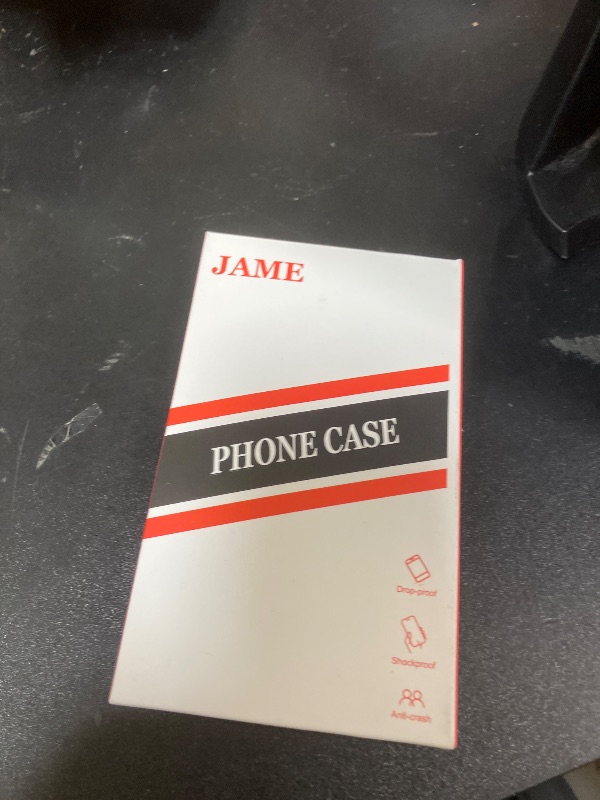 JAME
PHONE CASE
Drop-proof
Shockproof
Anti-crash